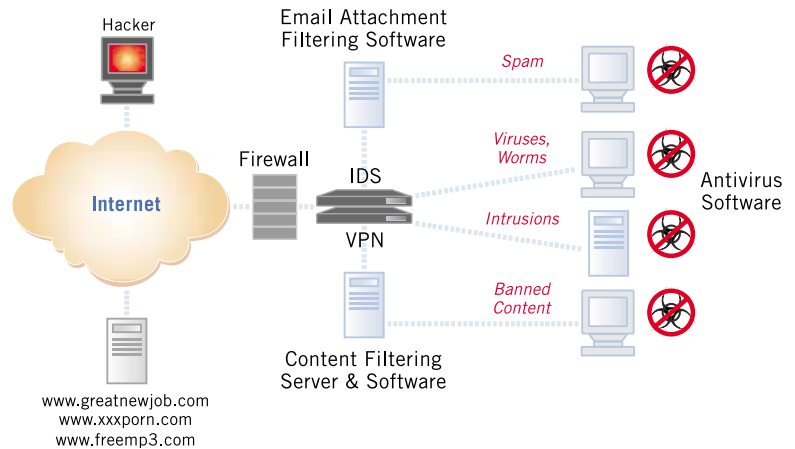 Hacker
Email Attachment
Filtering Software
Spam
Firewall
Viruses,
Worms
Internet
IDS
VPN
Intrusions
Antivirus
Software
Banned
Content
Content Filtering
Server & Software
www.greatnewjob.com
www.xxxporn.com
www.freemp3.com